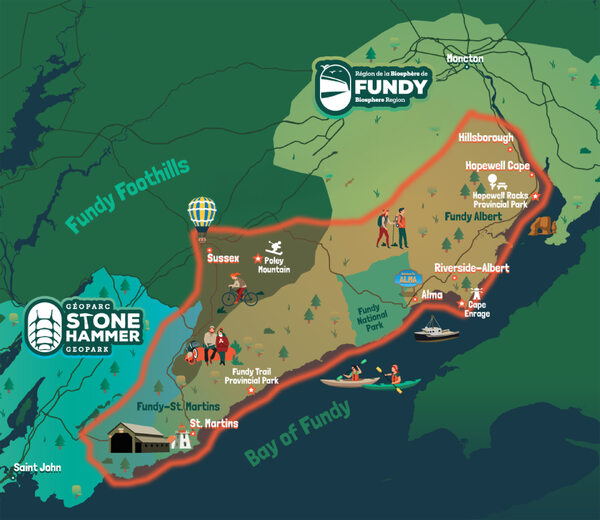 Moncton
Région de la Biosphère de
FUNDY
Biosphere Region
Hillsborough
Hopewell Cape
Hopewell Rocks
Provincial Park
Fundy Albert
Fundy Foothills
Sussex
Poley
Mountain
Riverside-Albert
ALMA
Alma
Cape
Enrage
Fundy
National
Park
GÉOPARC
STONE
HAMMER
GEOPARK
Fundy Trail
Provincial Park
Fundy-St. Martins
St. Martins
Bay of Fundy
Saint John